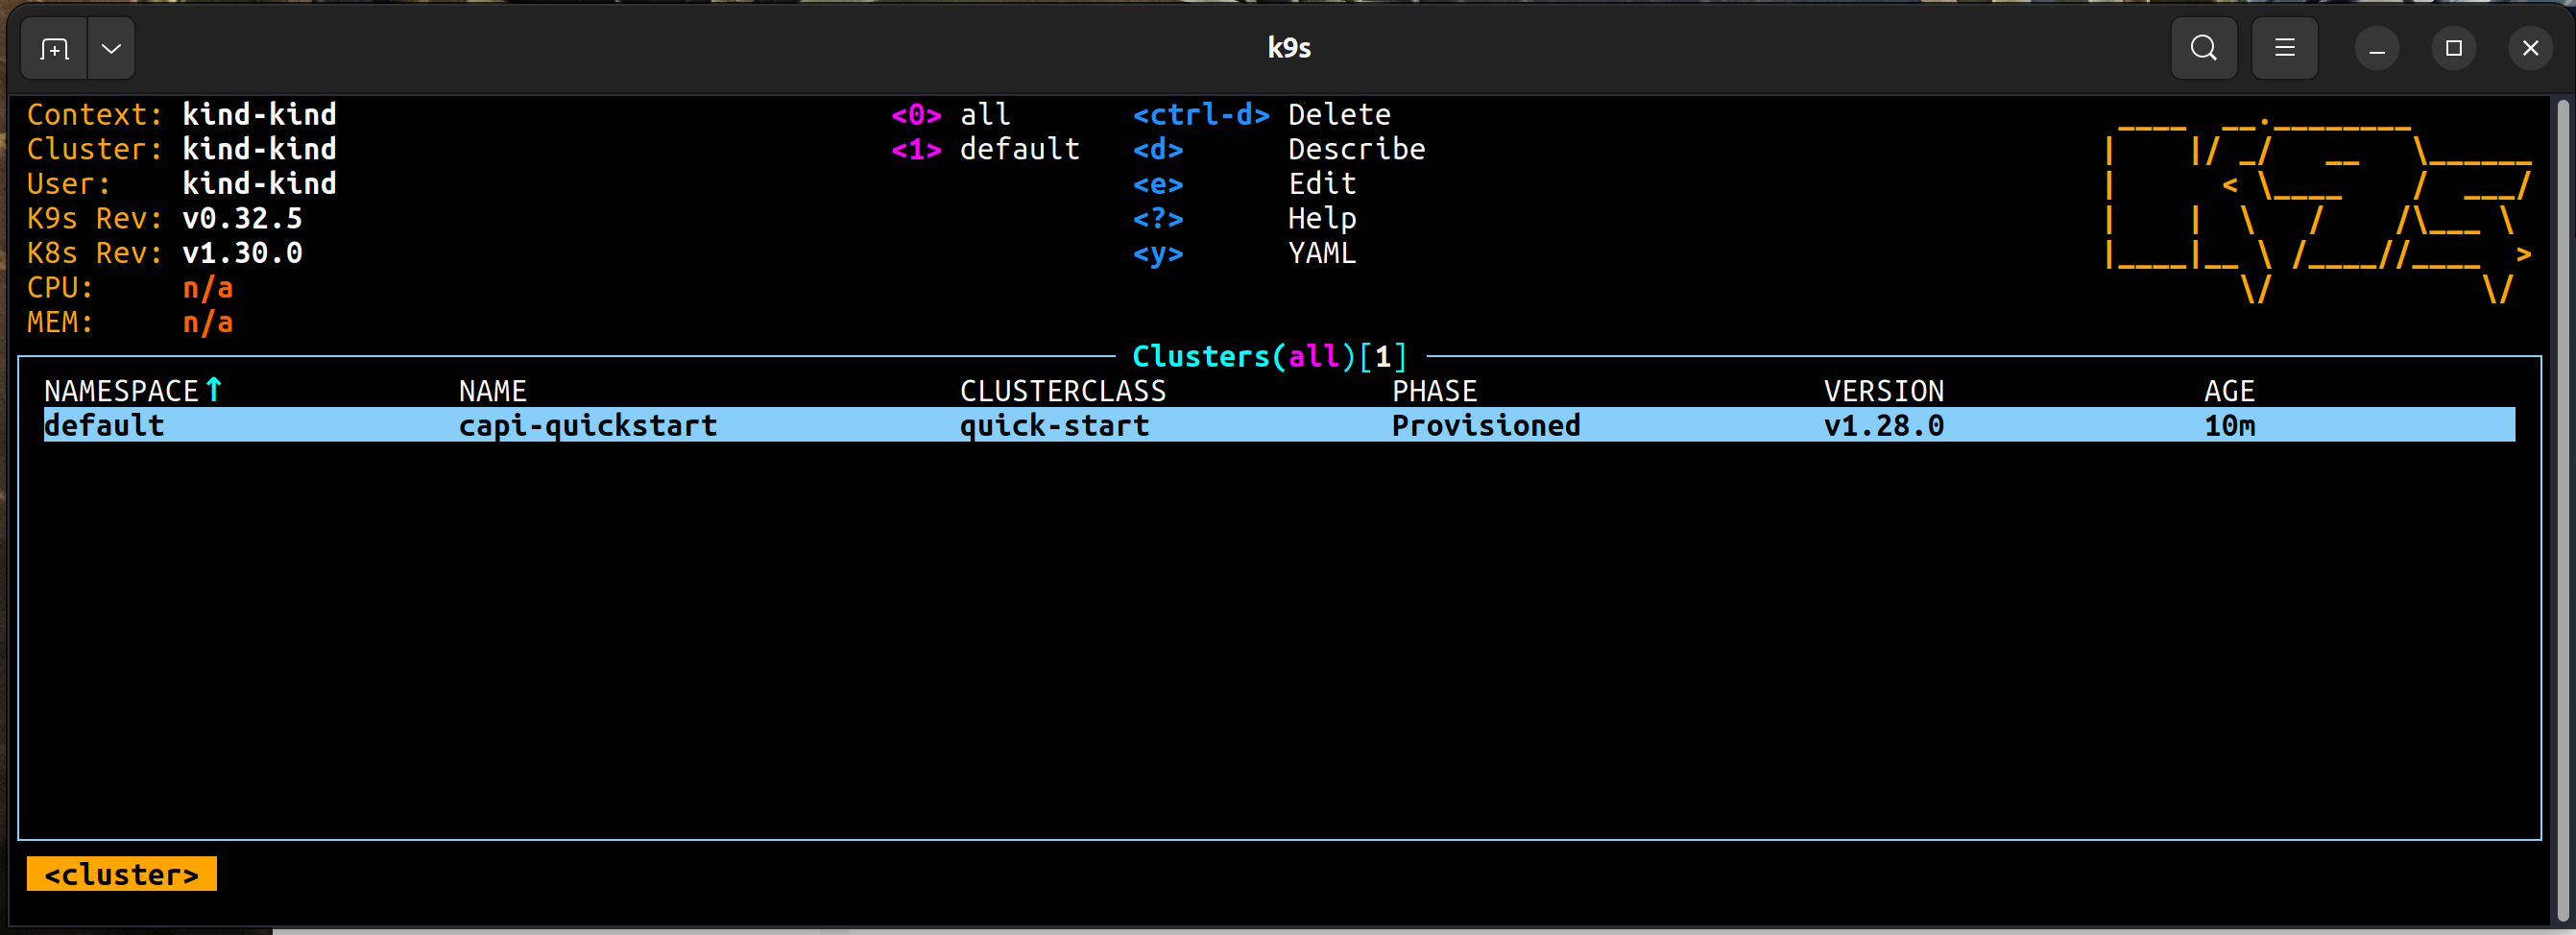 k9s
Context: kind-kind <0> all <ctrl-d> Delete
Cluster: kind-kind <1> default <d> Describe
User: kind-kind <e> Edit
K9s Rev: v0.32.5 <?> Help
K8s Rev: v1.30.0 <y> YAML
CPU: n/a
MEM: n/a
Clusters(all)[1]
NAMESPACE↑ NAME CLUSTERCLASS PHASE VERSION AGE
default capi-quickstart quick-start Provisioned v1.28.0 10m
<cluster>